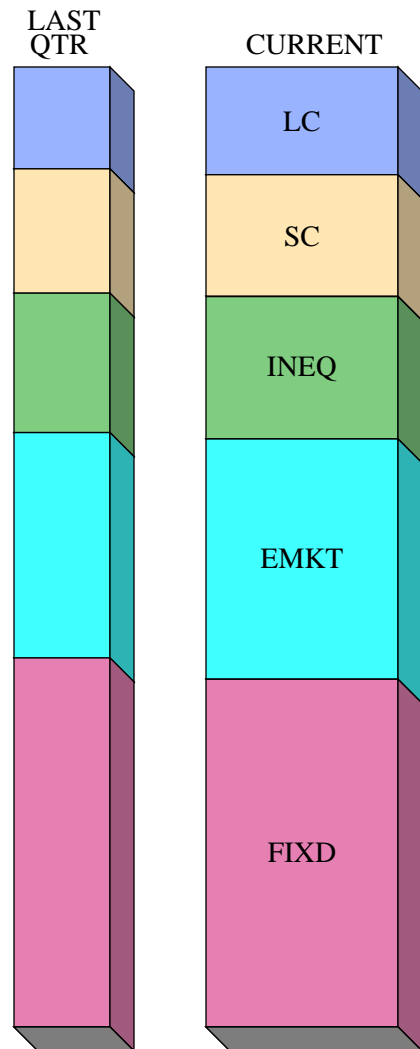 LAST
QTR
CURRENT
LC
SC
INEQ
EMKT
FIXD